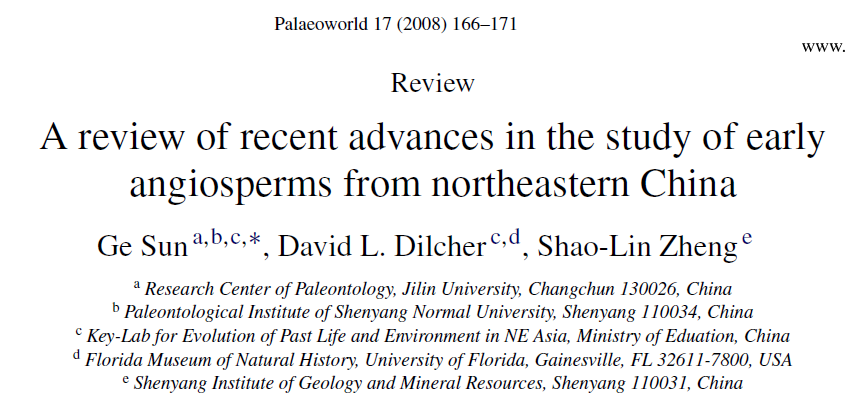 Palaeoworld 17 (2008) 166–171
www.
Review
A review of recent advances in the study of early
angiosperms from northeastern China
Ge Sun a,b,c,∗, David L. Dilcher c,d, Shao-Lin Zheng e
a Research Center of Paleontology, Jilin University, Changchun 130026, China
b Paleontological Institute of Shenyang Normal University, Shenyang 110034, China
c Key-Lab for Evolution of Past Life and Environment in NE Asia, Ministry of Eduation, China
d Florida Museum of Natural History, University of Florida, Gainesville, FL 32611-7800, USA
e Shenyang Institute of Geology and Mineral Resources, Shenyang 110031, China